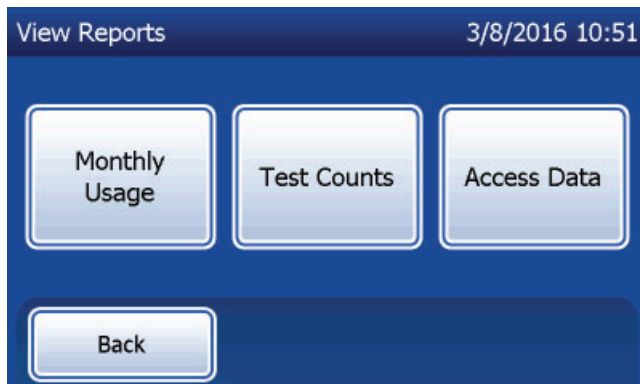 View Reports 3/8/2016 10:51
Monthly
Usage
Test Counts
Access Data
Back